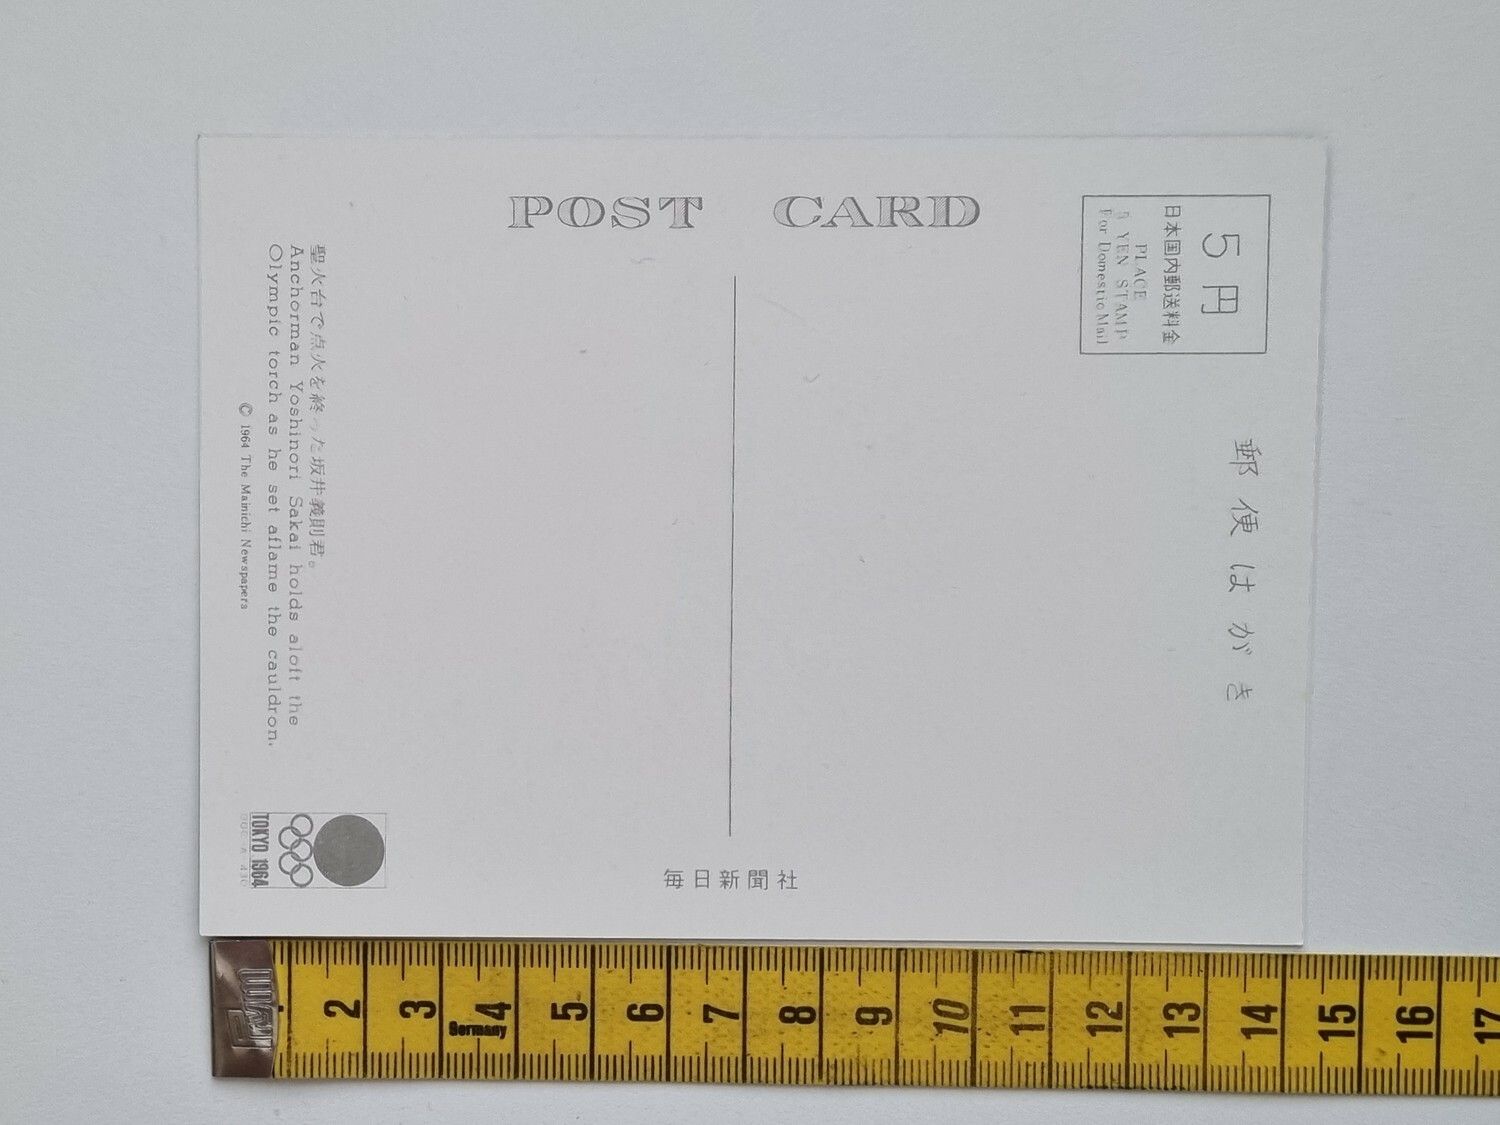 POST CARD
5円
日本国内郵送料金
PLACE
5 YEN STAMP
For Domestic Mail
郵便はがき
聖火台で点火を終った坂井義則君。
Anchorman Yoshinori Sakai holds aloft the
Olympic torch as he set aflame the cauldron.
© 1964 The Mainichi Newspapers
TOKYO 1964
毎日新聞社
2 3 4 5 6 7 8 9 10 11 12 13 14 15 16 17
Germany